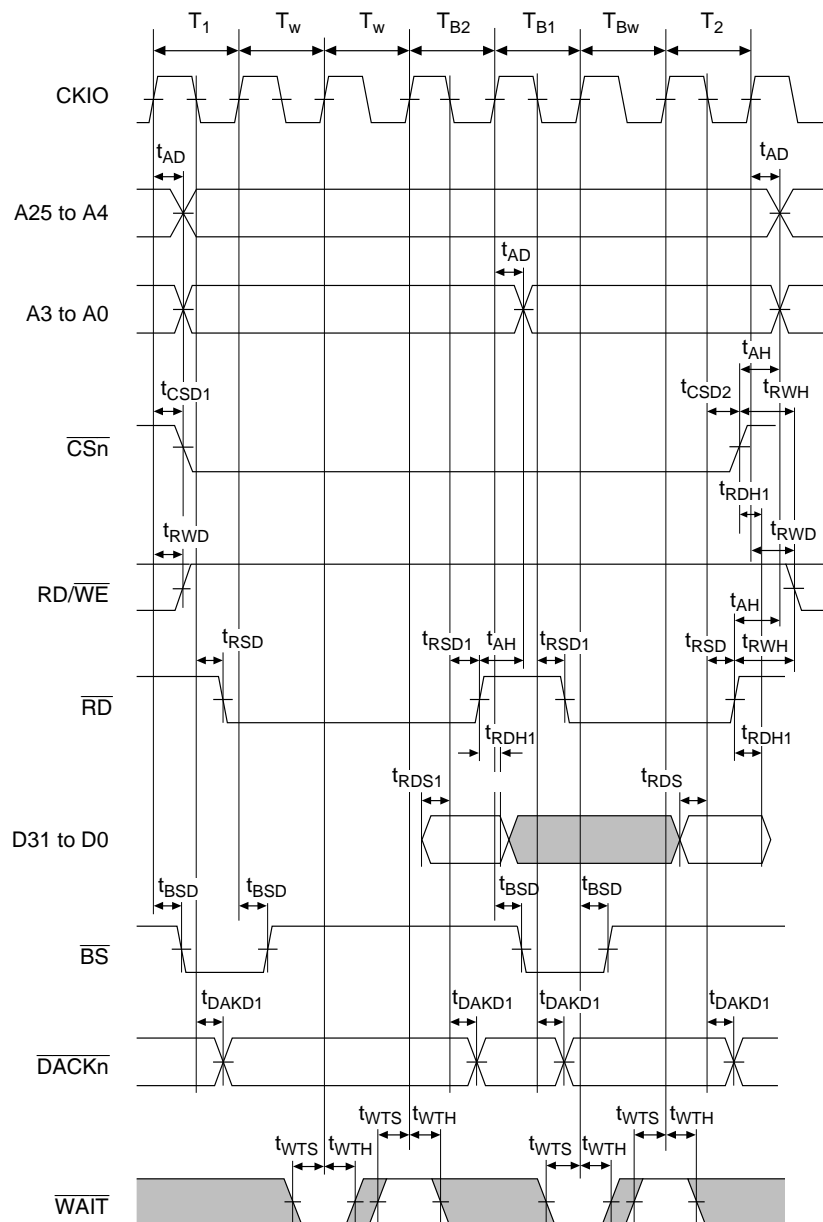 T1 Tw Tw TB2 TB1 TBw T2
CKIO
tAD tAD
A25 to A4
tAD
A3 to A0
tAH
tCSD1 tCSD2 tRWH
CSn
tRDH1
tRWD tRWD
RD/WE
tAH
tRSD tRSD1 tAH tRSD1 tRSD tRWH
RD
tRDH1 tRDH1
tRDS1 tRDS
D31 to D0
tBSD tBSD tBSD tBSD
BS
tDAKD1 tDAKD1 tDAKD1 tDAKD1
DACKn
tWTS tWTH tWTS tWTH
tWTS tWTH tWTS tWTH
WAIT